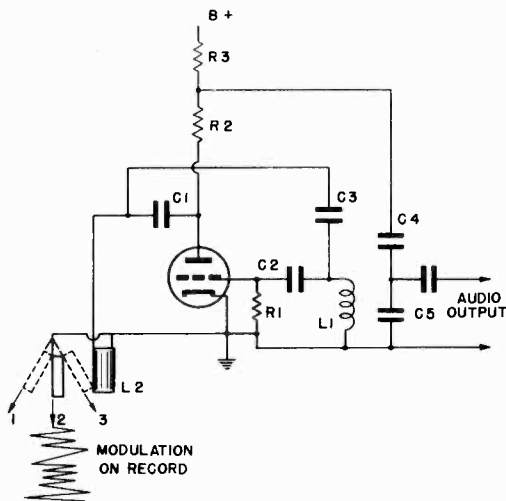 B +
R3
R2
C1
C3
C4
C2
R1
L1
C5
AUDIO
OUTPUT
L2
1 2 3
MODULATION
ON RECORD